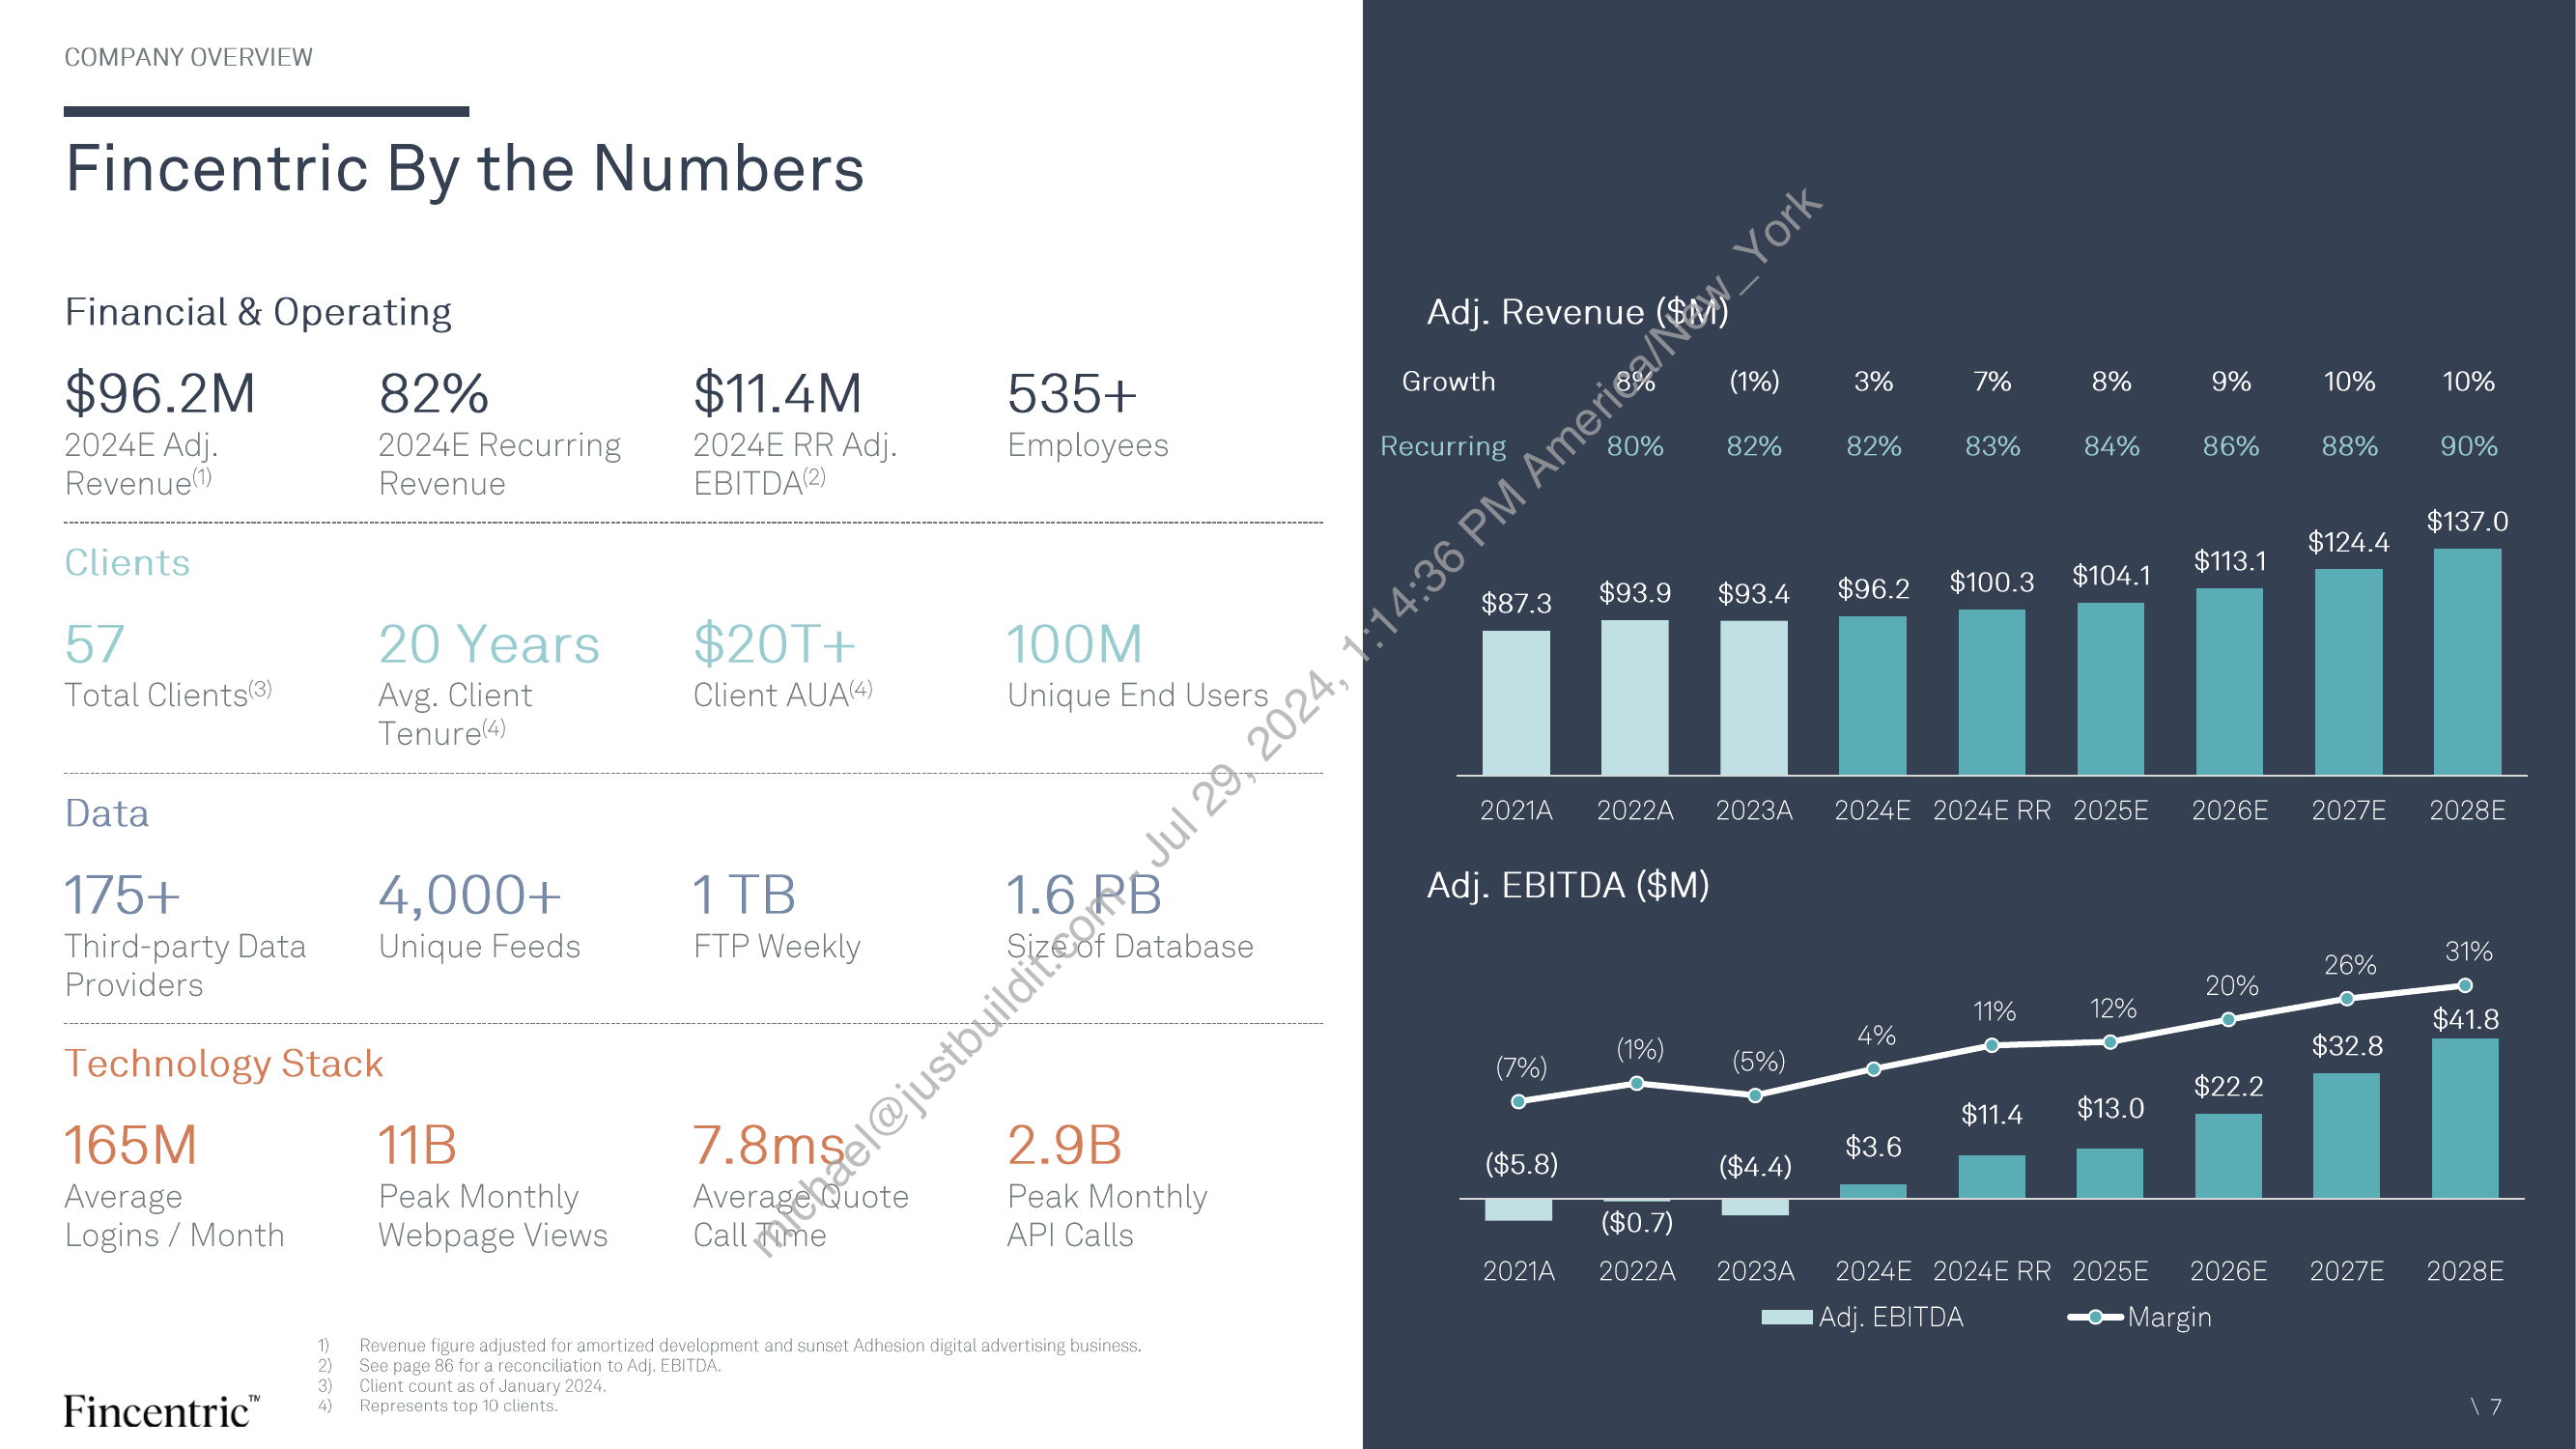 COMPANY OVERVIEW
Fincentric By the Numbers
Financial & Operating
$96.2M
2024E Adj.
Revenue(1)
82%
2024E Recurring
Revenue
$11.4M
2024E RR Adj.
EBITDA(2)
535+
Employees
Clients
57
Total Clients(3)
20 Years
Avg. Client
Tenure(4)
$20T+
Client AUA(4)
100M
Unique End Users
Data
175+
Third-party Data
Providers
4,000+
Unique Feeds
1 TB
FTP Weekly
1.6 PB
Size of Database
Technology Stack
165M
Average
Logins / Month
11B
Peak Monthly
Webpage Views
7.8ms
Average Quote
Call Time
2.9B
Peak Monthly
API Calls
1) Revenue figure adjusted for amortized development and sunset Adhesion digital advertising business.
2) See page 86 for a reconciliation to Adj. EBITDA.
3) Client count as of January 2024.
4) Represents top 10 clients.
Fincentric™
Adj. Revenue ($M)
Growth 8% (1%) 3% 7% 8% 9% 10% 10%
Recurring 80% 82% 82% 83% 84% 86% 88% 90%
$87.3 $93.9 $93.4 $96.2 $100.3 $104.1 $113.1 $124.4 $137.0
2021A 2022A 2023A 2024E 2024E RR 2025E 2026E 2027E 2028E
Adj. EBITDA ($M)
(7%) (1%) (5%) 4% 11% 12% 20% 26% 31%
($5.8) ($0.7) ($4.4) $3.6 $11.4 $13.0 $22.2 $32.8 $41.8
2021A 2022A 2023A 2024E 2024E RR 2025E 2026E 2027E 2028E
Adj. EBITDA Margin
\ 7
michael@justbuildit.com - Jul 29, 2024, 1:14:36 PM America/New_York